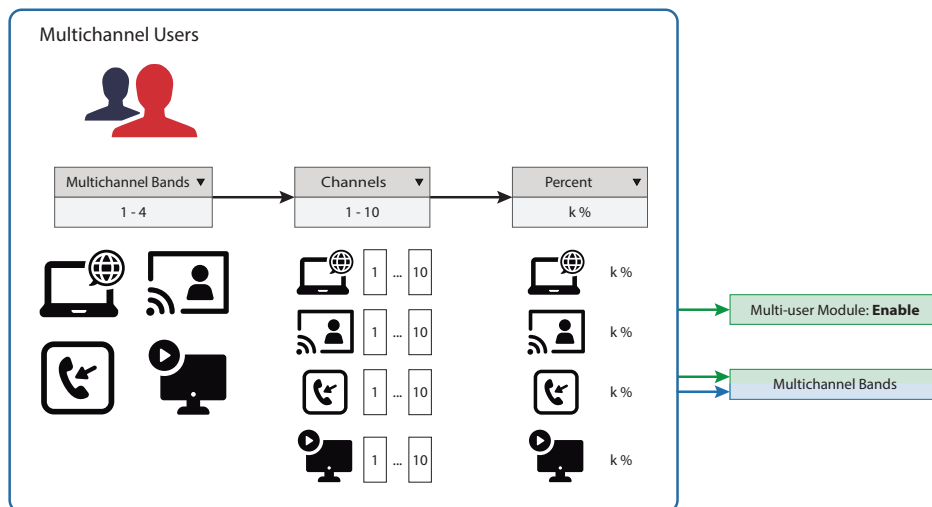 Multichannel Users
Multichannel Bands ▼ Channels ▼ Percent ▼
1 - 4 1 - 10 k %
1 ... 10 k %
1 ... 10 k %
1 ... 10 k %
1 ... 10 k %
Multi-user Module: Enable
Multichannel Bands